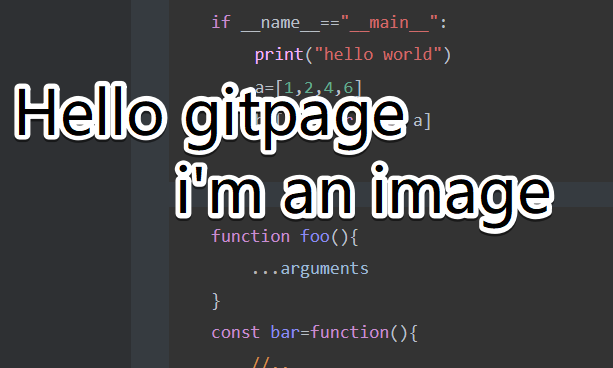 if __name__=="__main__":
print("hello world")
a=[1,2,4,6]
Hello gitpage
a]
i'm an image
function foo(){
...arguments
}
const bar=function(){
//..